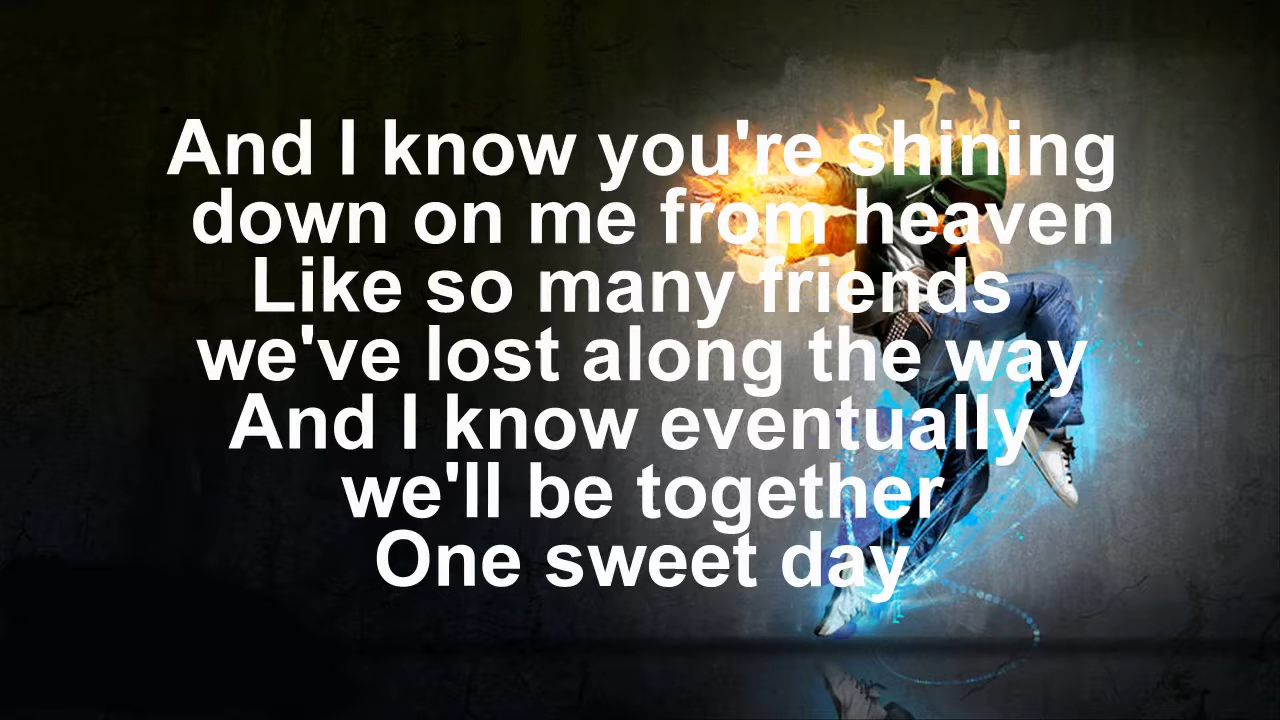 And I know you're shining
down on me from heaven
Like so many friends
we've lost along the way
And I know eventually
we'll be together
One sweet day